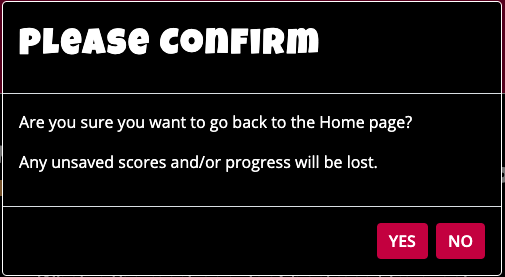 Please Confirm
Are you sure you want to go back to the Home page?
Any unsaved scores and/or progress will be lost.
YES NO